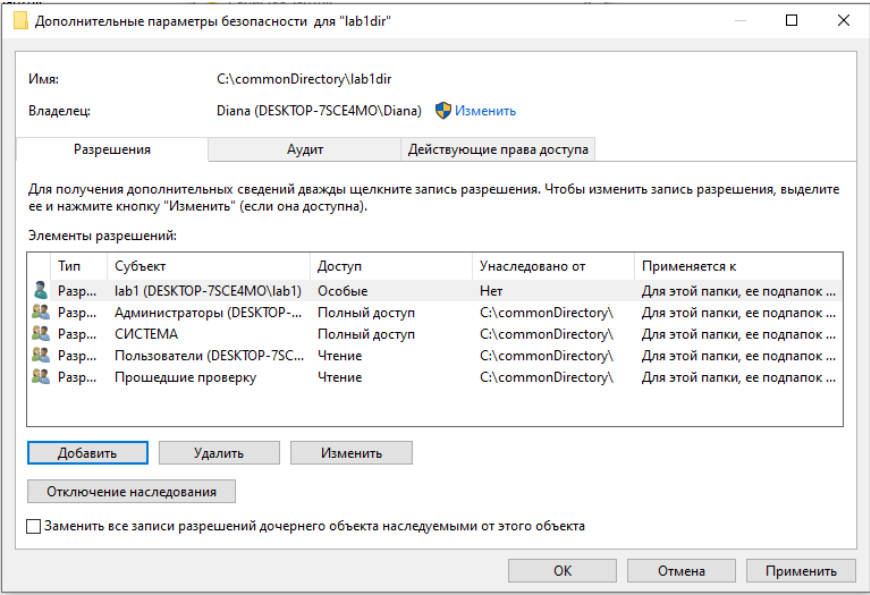 Дополнительные параметры безопасности для "lab1dir"
Имя: C:\commonDirectory\lab1dir
Владелец: Diana (DESKTOP-7SCE4MO\Diana) Изменить
Разрешения Аудит Действующие права доступа
Для получения дополнительных сведений дважды щелкните запись разрешения. Чтобы изменить запись разрешения, выделите
ее и нажмите кнопку "Изменить" (если она доступна).
Элементы разрешений:
Тип Субъект Доступ Унаследовано от Применяется к
Разр... lab1 (DESKTOP-7SCE4MO\lab1) Особые Нет Для этой папки, ее подпапок ...
Разр... Администраторы (DESKTOP-... Полный доступ C:\commonDirectory\ Для этой папки, ее подпапок ...
Разр... СИСТЕМА Полный доступ C:\commonDirectory\ Для этой папки, ее подпапок ...
Разр... Пользователи (DESKTOP-7SC... Чтение C:\commonDirectory\ Для этой папки, ее подпапок ...
Разр... Прошедшие проверку Чтение C:\commonDirectory\ Для этой папки, ее подпапок ...
Добавить Удалить Изменить
Отключение наследования
Заменить все записи разрешений дочернего объекта наследуемыми от этого объекта
ОК Отмена Применить